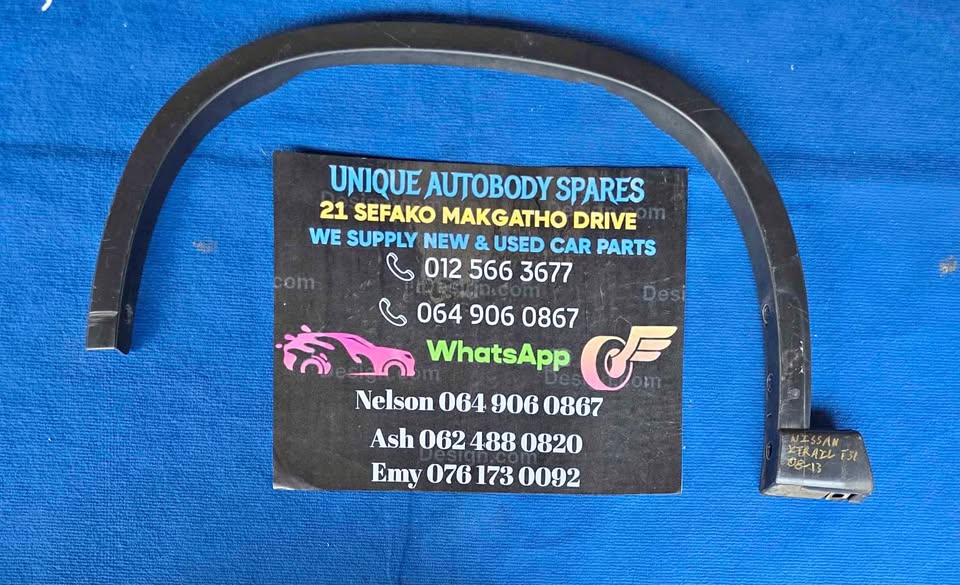 UNIQUE AUTOBODY SPARES
21 SEFAKO MAKGATHO DRIVE
WE SUPPLY NEW & USED CAR PARTS
012 566 3677
064 906 0867
WhatsApp
Nelson 064 906 0867
Ash 062 488 0820
Emy 076 173 0092
NISSAN
XTRAIL T31
08-13